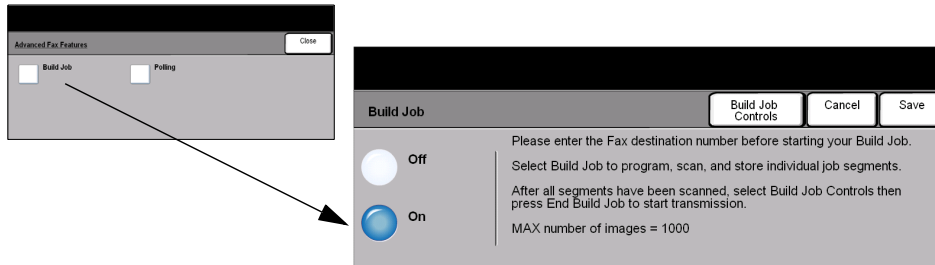 Advanced Fax Features
Close
Build Job
Polling
Build Job
Build Job
Controls
Cancel
Save
Off
On
Please enter the Fax destination number before starting your Build Job.
Select Build Job to program, scan, and store individual job segments.
After all segments have been scanned, select Build Job Controls then
press End Build Job to start transmission.
MAX number of images = 1000